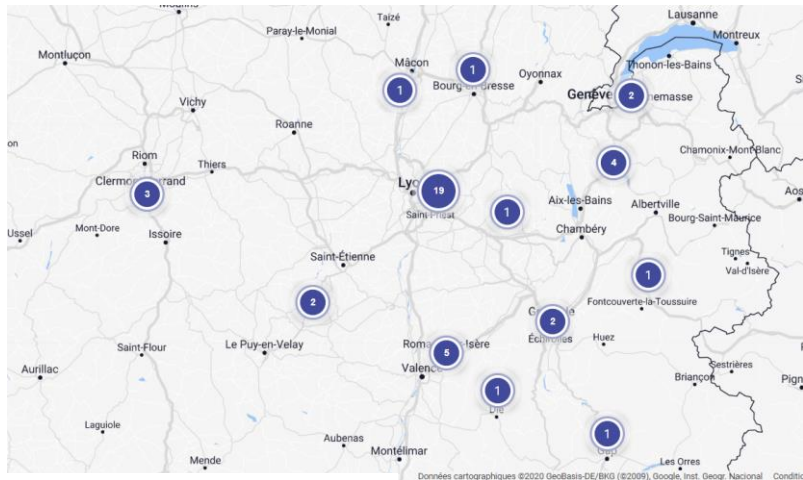 Moulins
Taizé
Lausanne
Paray-le-Monial
Montreux
Montluçon
Mâcon
1
Thonon-les-Bains
1
Bourg-en-Bresse
Oyonnax
Genève
2
Vichy
Roanne
Chamonix-Mont-Blanc
Riom
Thiers
4
Clermont-Ferrand
3
19
Saint-Priest
1
Aix-les-Bains
Albertville
Bourg-Saint-Maurice
Ussel
Mont-Dore
Issoire
Chambéry
Tignes
Val-d'Isère
Saint-Étienne
1
2
Fontcouverte-la-Toussuire
2
Échirolles
Huez
Saint-Flour
Le Puy-en-Velay
5
Valence
Sestrières
Aurillac
Briançon
1
Die
Laguiole
Aubenas
1
Gap
Mende
Montélimar
Les Orres
Données cartographiques ©2020 GeoBasis-DE/BKG (©2009), Google, Inst. Geogr. Nacional